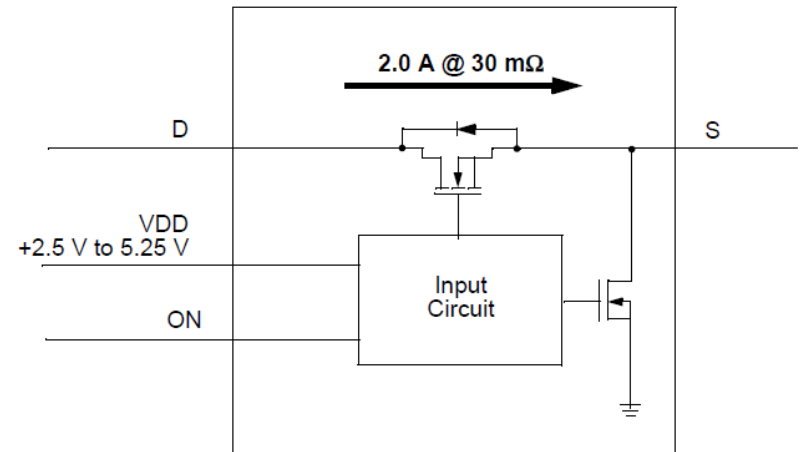 2.0 A @ 30 mΩ
D
S
VDD
+2.5 V to 5.25 V
Input
Circuit
ON